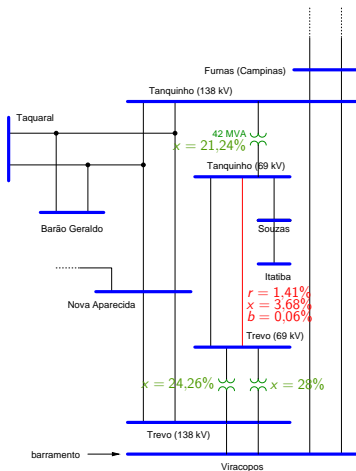 Furnas (Campinas)
Tanquinho (138 kV)
Taquaral
42 MVA
x = 21,24%
Tanquinho (69 kV)
Barão Geraldo
Souzas
Itatiba
Nova Aparecida
r = 1,41%
x = 3.68%
b = 0,06%
Trevo (69 kV)
x = 24,26%
x = 28%
Trevo (138 kV)
barramento
Viracopos